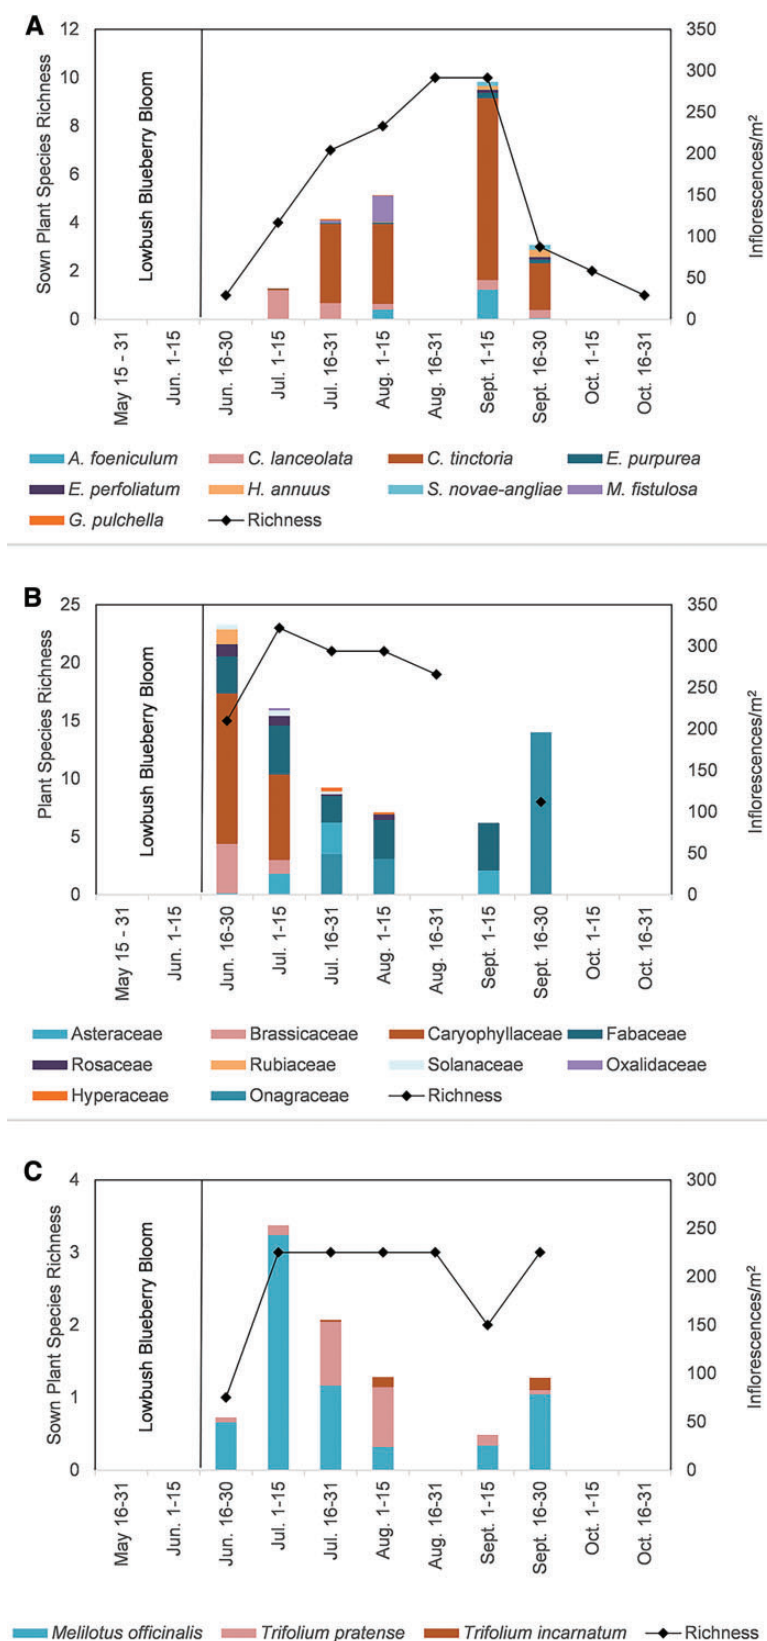 A
12
10
8
6
4
2
0
Sown Plant Species Richness
Lowbush Blueberry Bloom
350
300
250
200
150
100
50
0
Inflorescences/m²
May 15 - 31
Jun. 1-15
Jun. 16-30
Jul. 1-15
Jul. 16-31
Aug. 1-15
Aug. 16-31
Sept. 1-15
Sept. 16-30
Oct. 1-15
Oct. 16-31
A. foeniculum C. lanceolata C. tinctoria E. purpurea
E. perfoliatum H. annuus S. novae-angliae M. fistulosa
G. pulchella Richness
B
25
20
15
10
5
0
Plant Species Richness
Lowbush Blueberry Bloom
350
300
250
200
150
100
50
0
Inflorescences/m²
May 15 - 31
Jun. 1-15
Jun. 16-30
Jul. 1-15
Jul. 16-31
Aug. 1-15
Aug. 16-31
Sept. 1-15
Sept. 16-30
Oct. 1-15
Oct. 16-31
Asteraceae Brassicaceae Caryophyllaceae Fabaceae
Rosaceae Rubiaceae Solanaceae Oxalidaceae
Hyperaceae Onagraceae Richness
C
4
3
2
1
0
Sown Plant Species Richness
Lowbush Blueberry Bloom
300
250
200
150
100
50
0
Inflorescences/m²
May 16-31
Jun. 1-15
Jun. 16-30
Jul. 1-15
Jul. 16-31
Aug. 1-15
Aug. 16-31
Sept. 1-15
Sept. 16-30
Oct. 1-15
Oct. 16-31
Melilotus officinalis Trifolium pratense Trifolium incarnatum Richness